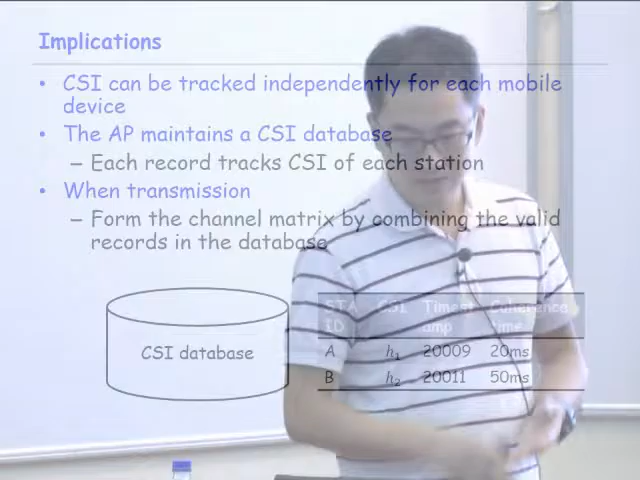 Implications
• CSI can be tracked independently for each mobile
device
• The AP maintains a CSI database
– Each record tracks CSI of each station
• When transmission
– Form the channel matrix by combining the valid
records in the database
CSI database
STA ID CSI Timestamp Coherence time
A h₁ 20009 20ms
B h₂ 20011 50ms